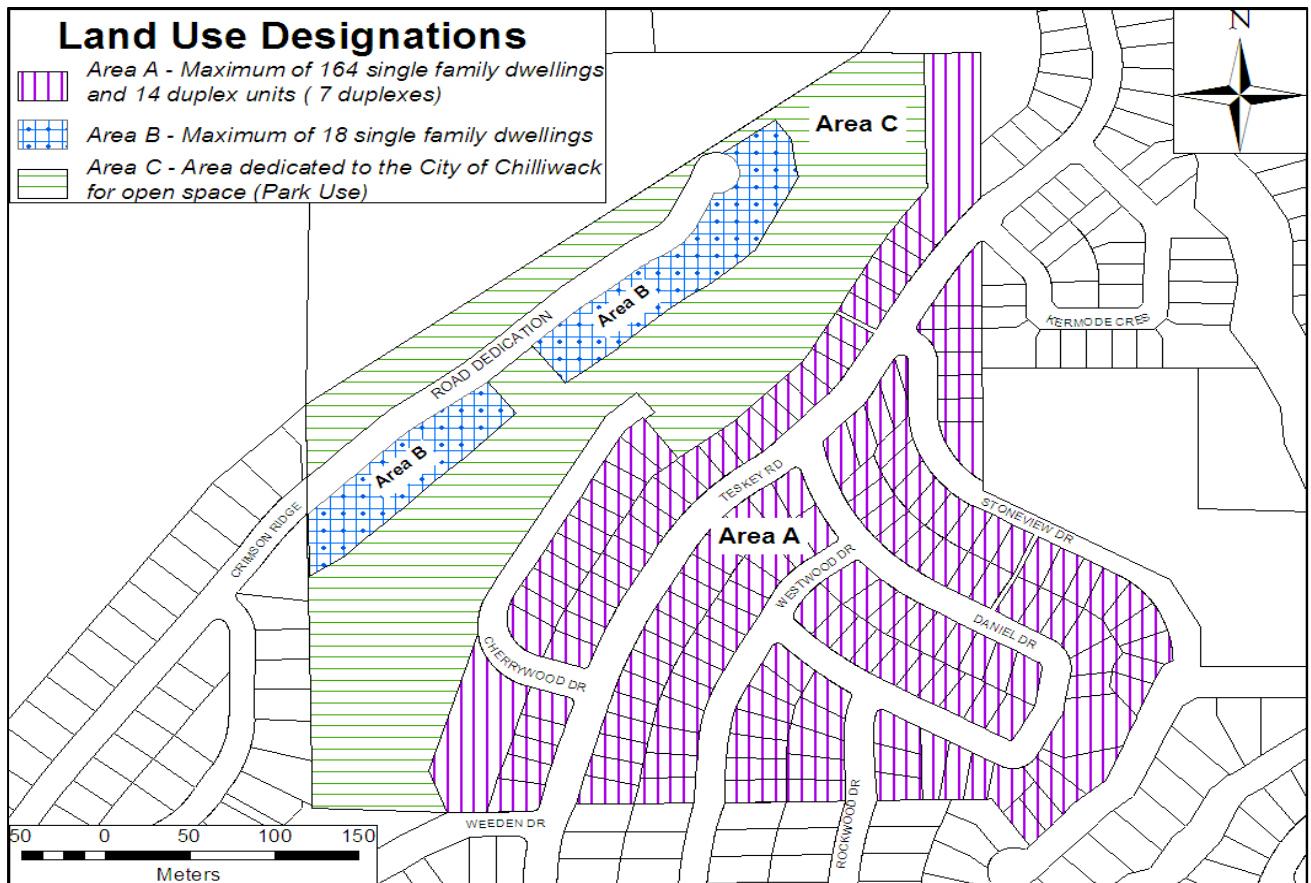 Land Use Designations
Area A - Maximum of 164 single family dwellings
and 14 duplex units ( 7 duplexes)
Area B - Maximum of 18 single family dwellings
Area C - Area dedicated to the City of Chilliwack
for open space (Park Use)
N
Area C
Area B
ROAD DEDICATION
KERMODE CRES
Area B
CRIMSON RIDGE
TESKEY RD
Area A
STONEVIEW DR
WESTWOOD DR
DANIEL DR
CHERRYWOOD DR
ROCKWOOD DR
WEEDEN DR
50 0 50 100 150
Meters